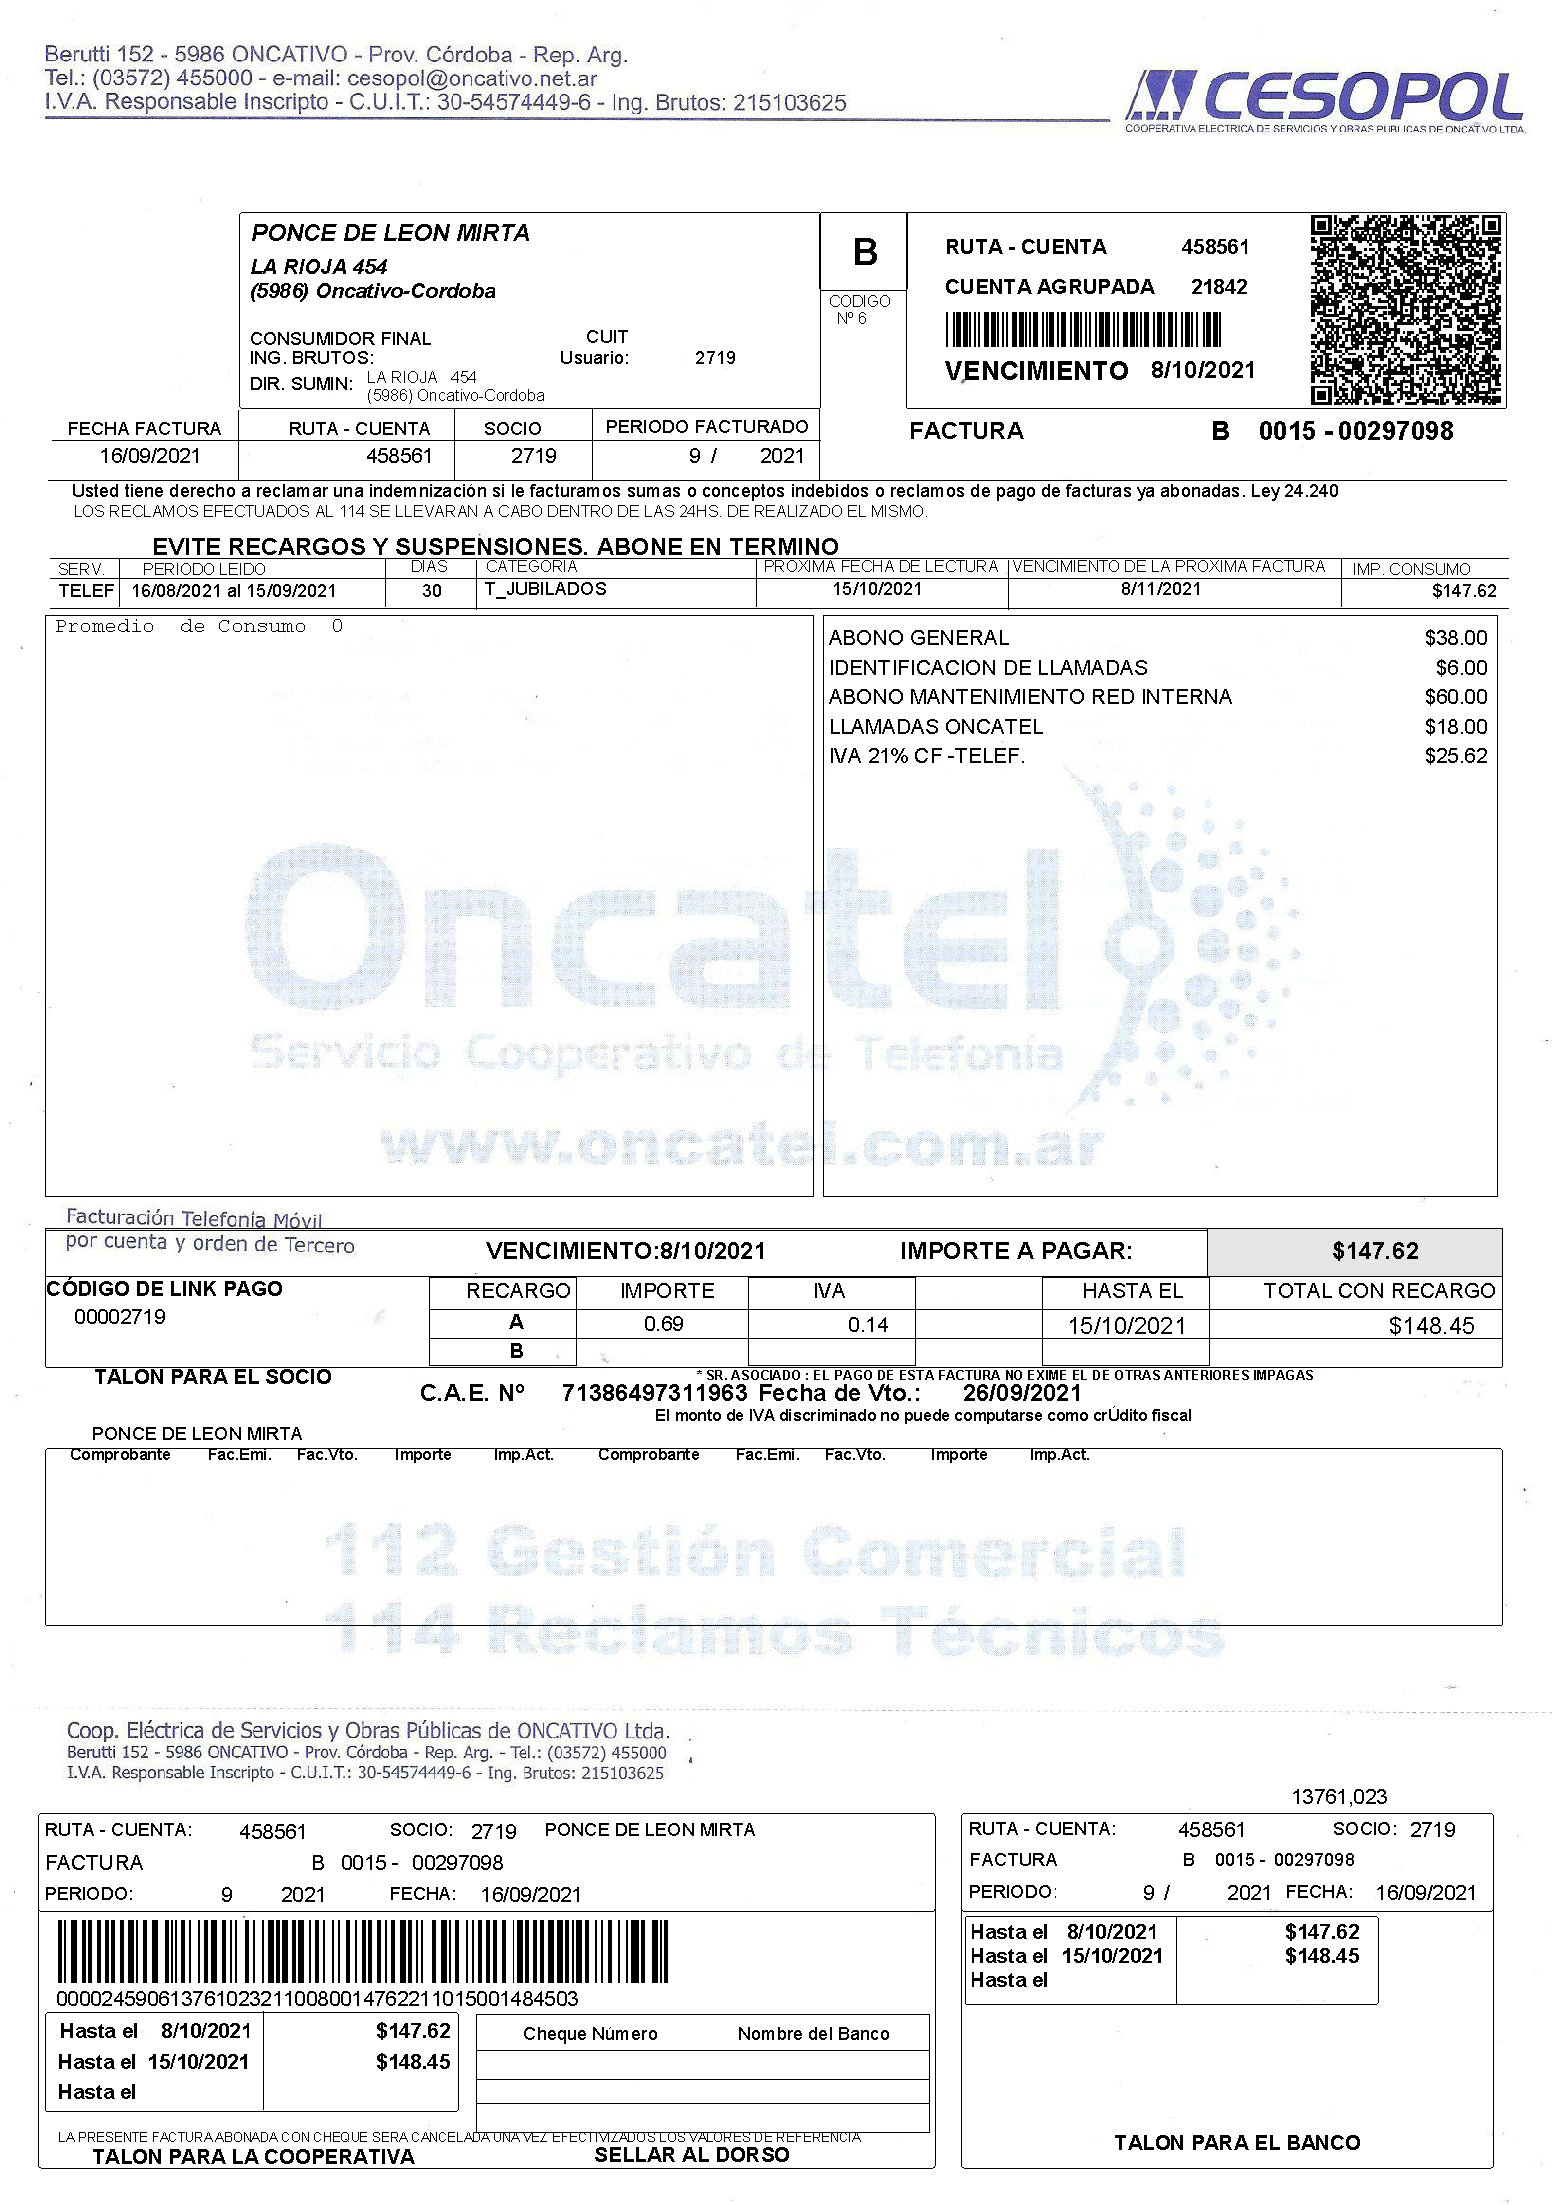 Berutti 152 - 5986 ONCATIVO - Prov. Córdoba - Rep. Arg.
Tel.: (03572) 455000 - e-mail: cesopol@oncativo.net.ar
I.V.A. Responsable Inscripto - C.U.I.T.: 30-54574449-6 - Ing. Brutos: 215103625
CESOPOL
COOPERATIVA ELECTRICA DE SERVICIOS Y OBRAS PUBLICAS DE ONCATIVO LTDA.
PONCE DE LEON MIRTA
LA RIOJA 454
(5986) Oncativo-Cordoba
CONSUMIDOR FINAL CUIT
ING. BRUTOS: Usuario: 2719
DIR. SUMIN: LA RIOJA 454
(5986) Oncativo-Cordoba
B
CODIGO
Nº 6
RUTA - CUENTA 458561
CUENTA AGRUPADA 21842
VENCIMIENTO 8/10/2021
FECHA FACTURA RUTA - CUENTA SOCIO PERIODO FACTURADO
16/09/2021 458561 2719 9 / 2021
FACTURA B 0015 - 00297098
Usted tiene derecho a reclamar una indemnización si le facturamos sumas o conceptos indebidos o reclamos de pago de facturas ya abonadas. Ley 24.240
LOS RECLAMOS EFECTUADOS AL 114 SE LLEVARAN A CABO DENTRO DE LAS 24HS. DE REALIZADO EL MISMO.
EVITE RECARGOS Y SUSPENSIONES. ABONE EN TERMINO
SERV. PERIODO LEIDO DIAS CATEGORIA PROXIMA FECHA DE LECTURA VENCIMIENTO DE LA PROXIMA FACTURA IMP. CONSUMO
TELEF 16/08/2021 al 15/09/2021 30 T_JUBILADOS 15/10/2021 8/11/2021 $147.62
Promedio de Consumo 0
ABONO GENERAL $38.00
IDENTIFICACION DE LLAMADAS $6.00
ABONO MANTENIMIENTO RED INTERNA $60.00
LLAMADAS ONCATEL $18.00
IVA 21% CF -TELEF. $25.62
Oncatel
Servicio Cooperativo de Telefonía
www.oncatel.com.ar
Facturación Telefonía Móvil
por cuenta y orden de Tercero
VENCIMIENTO:8/10/2021 IMPORTE A PAGAR: $147.62
CÓDIGO DE LINK PAGO
00002719
RECARGO IMPORTE IVA HASTA EL TOTAL CON RECARGO
A 0.69 0.14 15/10/2021 $148.45
B
TALON PARA EL SOCIO
* SR. ASOCIADO : EL PAGO DE ESTA FACTURA NO EXIME EL DE OTRAS ANTERIORES IMPAGAS
C.A.E. Nº 71386497311963 Fecha de Vto.: 26/09/2021
El monto de IVA discriminado no puede computarse como crÚdito fiscal
PONCE DE LEON MIRTA
Comprobante Fac.Emi. Fac.Vto. Importe Imp.Act. Comprobante Fac.Emi. Fac.Vto. Importe Imp.Act.
112 Gestión Comercial
114 Reclamos Técnicos
Coop. Eléctrica de Servicios y Obras Públicas de ONCATIVO Ltda.
Berutti 152 - 5986 ONCATIVO - Prov. Córdoba - Rep. Arg. - Tel.: (03572) 455000
I.V.A. Responsable Inscripto - C.U.I.T.: 30-54574449-6 - Ing. Brutos: 215103625
13761,023
RUTA - CUENTA: 458561 SOCIO: 2719 PONCE DE LEON MIRTA
FACTURA B 0015 - 00297098
PERIODO: 9 2021 FECHA: 16/09/2021
00002459061376102321100800147622110150014​84503
Hasta el 8/10/2021 $147.62
Hasta el 15/10/2021 $148.45
Hasta el
Cheque Número Nombre del Banco
LA PRESENTE FACTURA ABONADA CON CHEQUE SERA CANCELADA UNA VEZ EFECTIVIZADOS LOS VALORES DE REFERENCIA
TALON PARA LA COOPERATIVA SELLAR AL DORSO
RUTA - CUENTA: 458561 SOCIO: 2719
FACTURA B 0015 - 00297098
PERIODO: 9 / 2021 FECHA: 16/09/2021
Hasta el 8/10/2021 $147.62
Hasta el 15/10/2021 $148.45
Hasta el
TALON PARA EL BANCO